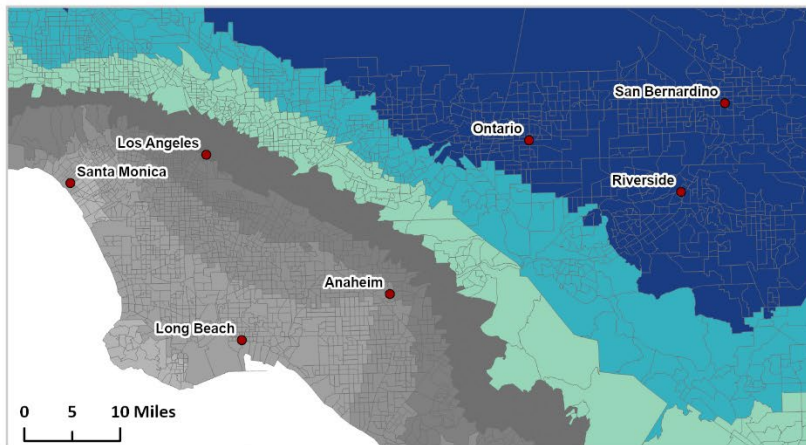 San Bernardino
Ontario
Los Angeles
Santa Monica
Riverside
Anaheim
Long Beach
0 5 10 Miles